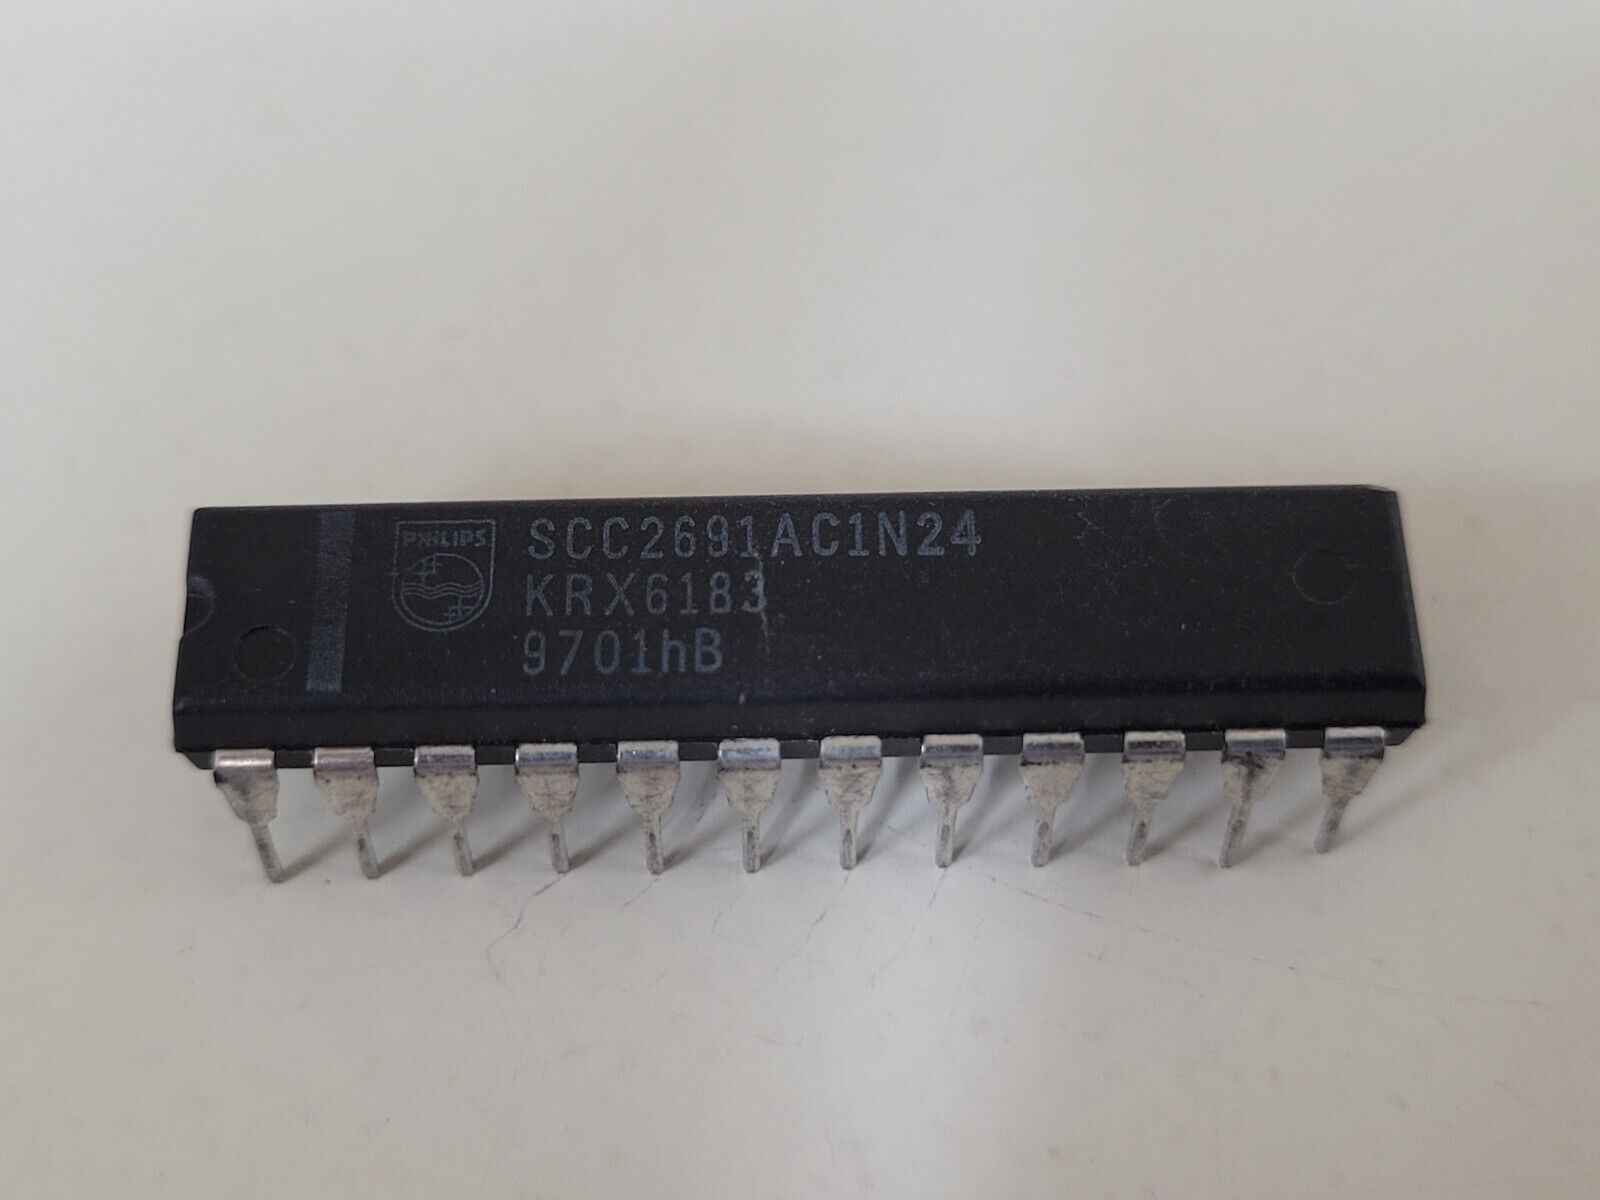 PHILIPS
SCC2691AC1N24
KRX6183
9701hB